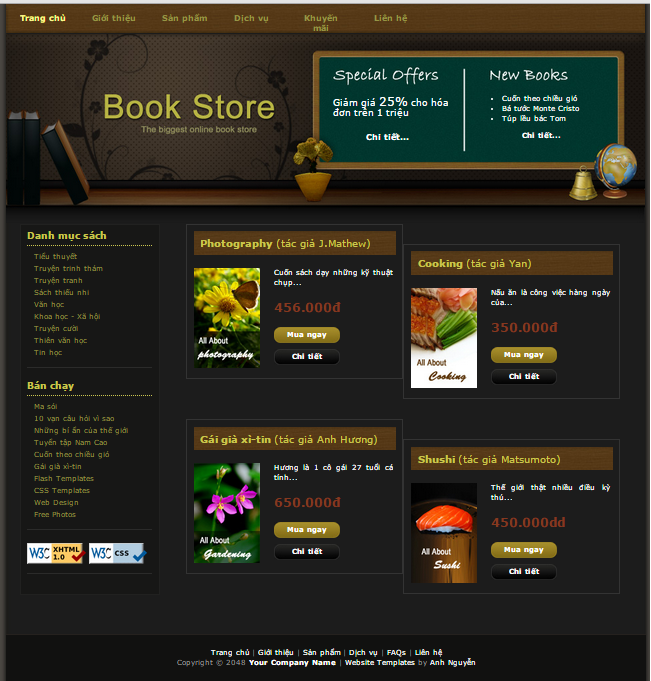 Trang chủ Giới thiệu Sản phẩm Dịch vụ Khuyến mãi Liên hệ
Book Store
The biggest online book store
Special Offers
Giảm giá 25% cho hóa
đơn trên 1 triệu
Chi tiết...
New Books
Cuốn theo chiều gió
Bá tước Monte Cristo
Túp lều bác Tom
Chi tiết...
Danh mục sách
Tiểu thuyết
Truyện trinh thám
Truyện tranh
Sách thiếu nhi
Văn học
Khoa học - Xã hội
Truyện cười
Thiên văn học
Tin học
Bán chạy
Ma sói
10 vạn câu hỏi vì sao
Những bí ẩn của thế giới
Tuyển tập Nam Cao
Cuốn theo chiều gió
Gái già xì-tin
Flash Templates
CSS Templates
Web Design
Free Photos
W3C XHTML 1.0
W3C CSS
Photography (tác giả J.Mathew)
All About
photography
Cuốn sách dạy những kỹ thuật
chụp...
456.000đ
Mua ngay
Chi tiết
Cooking (tác giả Yan)
All About
Cooking
Nấu ăn là công việc hàng ngày
của...
350.000đ
Mua ngay
Chi tiết
Gái già xì-tin (tác giả Anh Hương)
All About
Gardening
Hương là 1 cô gái 27 tuổi cá
tính...
650.000đ
Mua ngay
Chi tiết
Sushi (tác giả Matsumoto)
All About
Sushi
Thế giới thật nhiều điều kỳ
thú...
450.000dd
Mua ngay
Chi tiết
Trang chủ | Giới thiệu | Sản phẩm | Dịch vụ | FAQs | Liên hệ
Copyright © 2048 Your Company Name | Website Templates by Anh Nguyễn